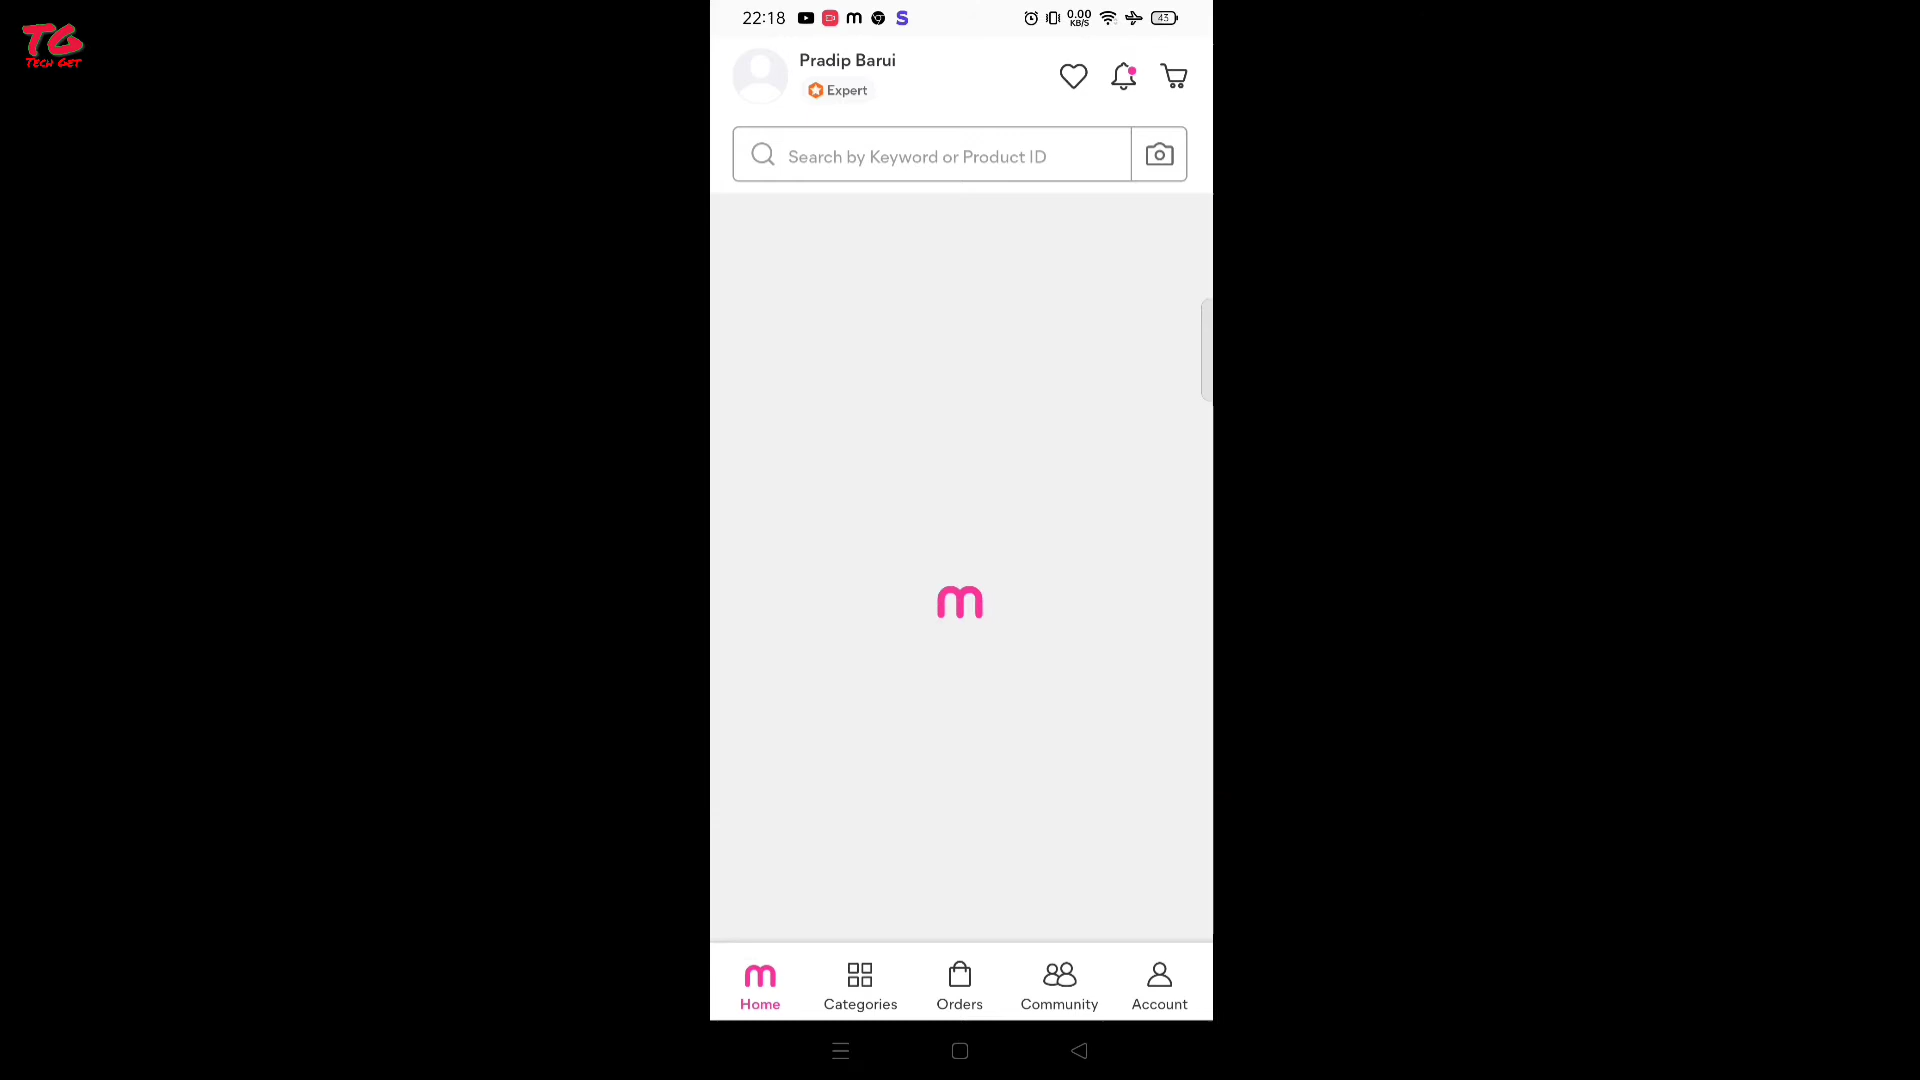 TG
Tech Get
22:18
0.00
KB/S
43
Pradip Barui
Expert
Search by Keyword or Product ID
m
m
Home
Categories
Orders
Community
Account